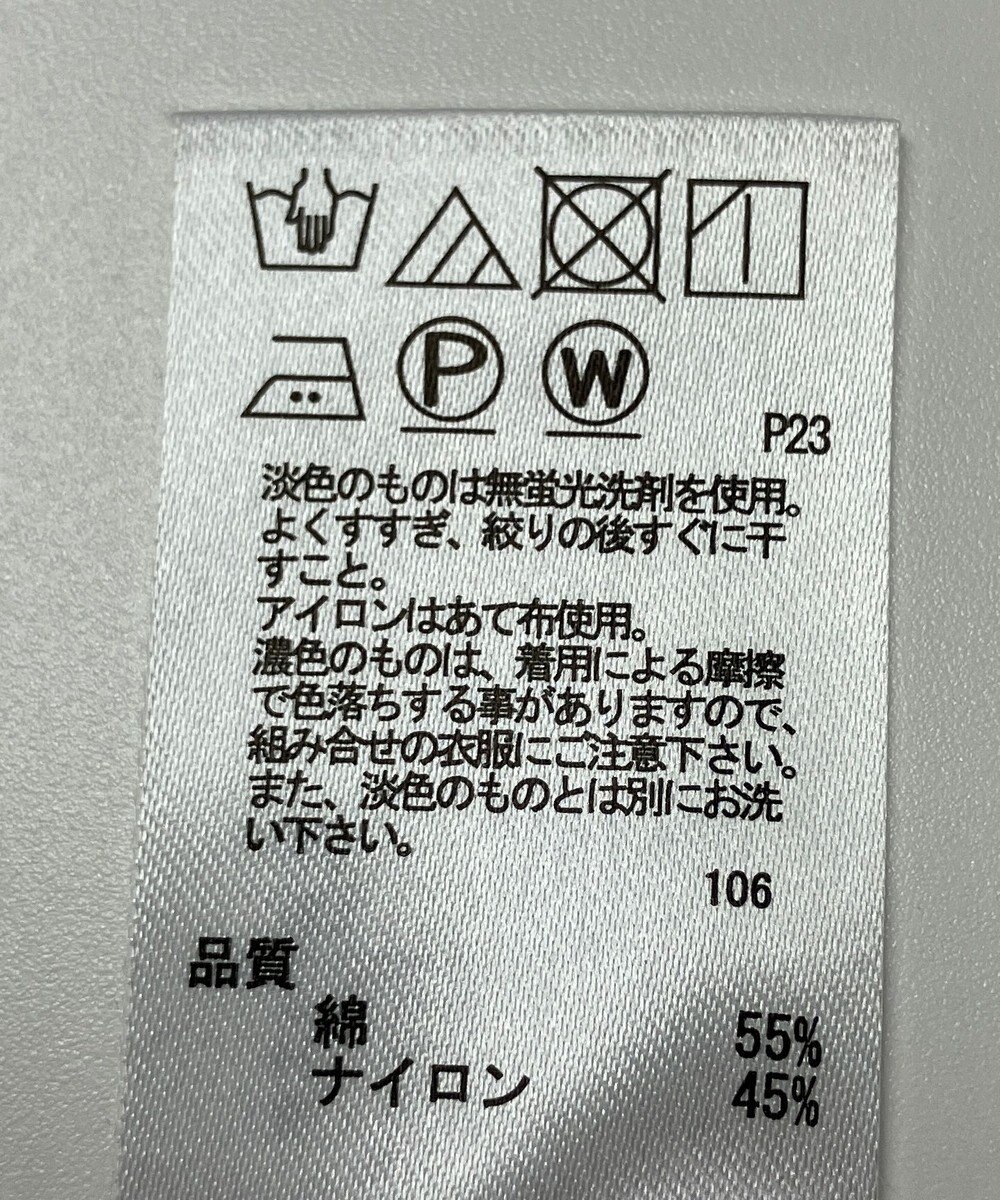 P
W
P23
淡色のものは無蛍光洗剤を使用。
よくすすぎ、絞りの後すぐに干
すこと。
アイロンはあて布使用。
濃色のものは、着用による摩擦
で色落ちする事がありますので、
組み合せの衣服にご注意下さい。
また、淡色のものとは別にお洗
い下さい。
106
品質
綿 55%
ナイロン 45%